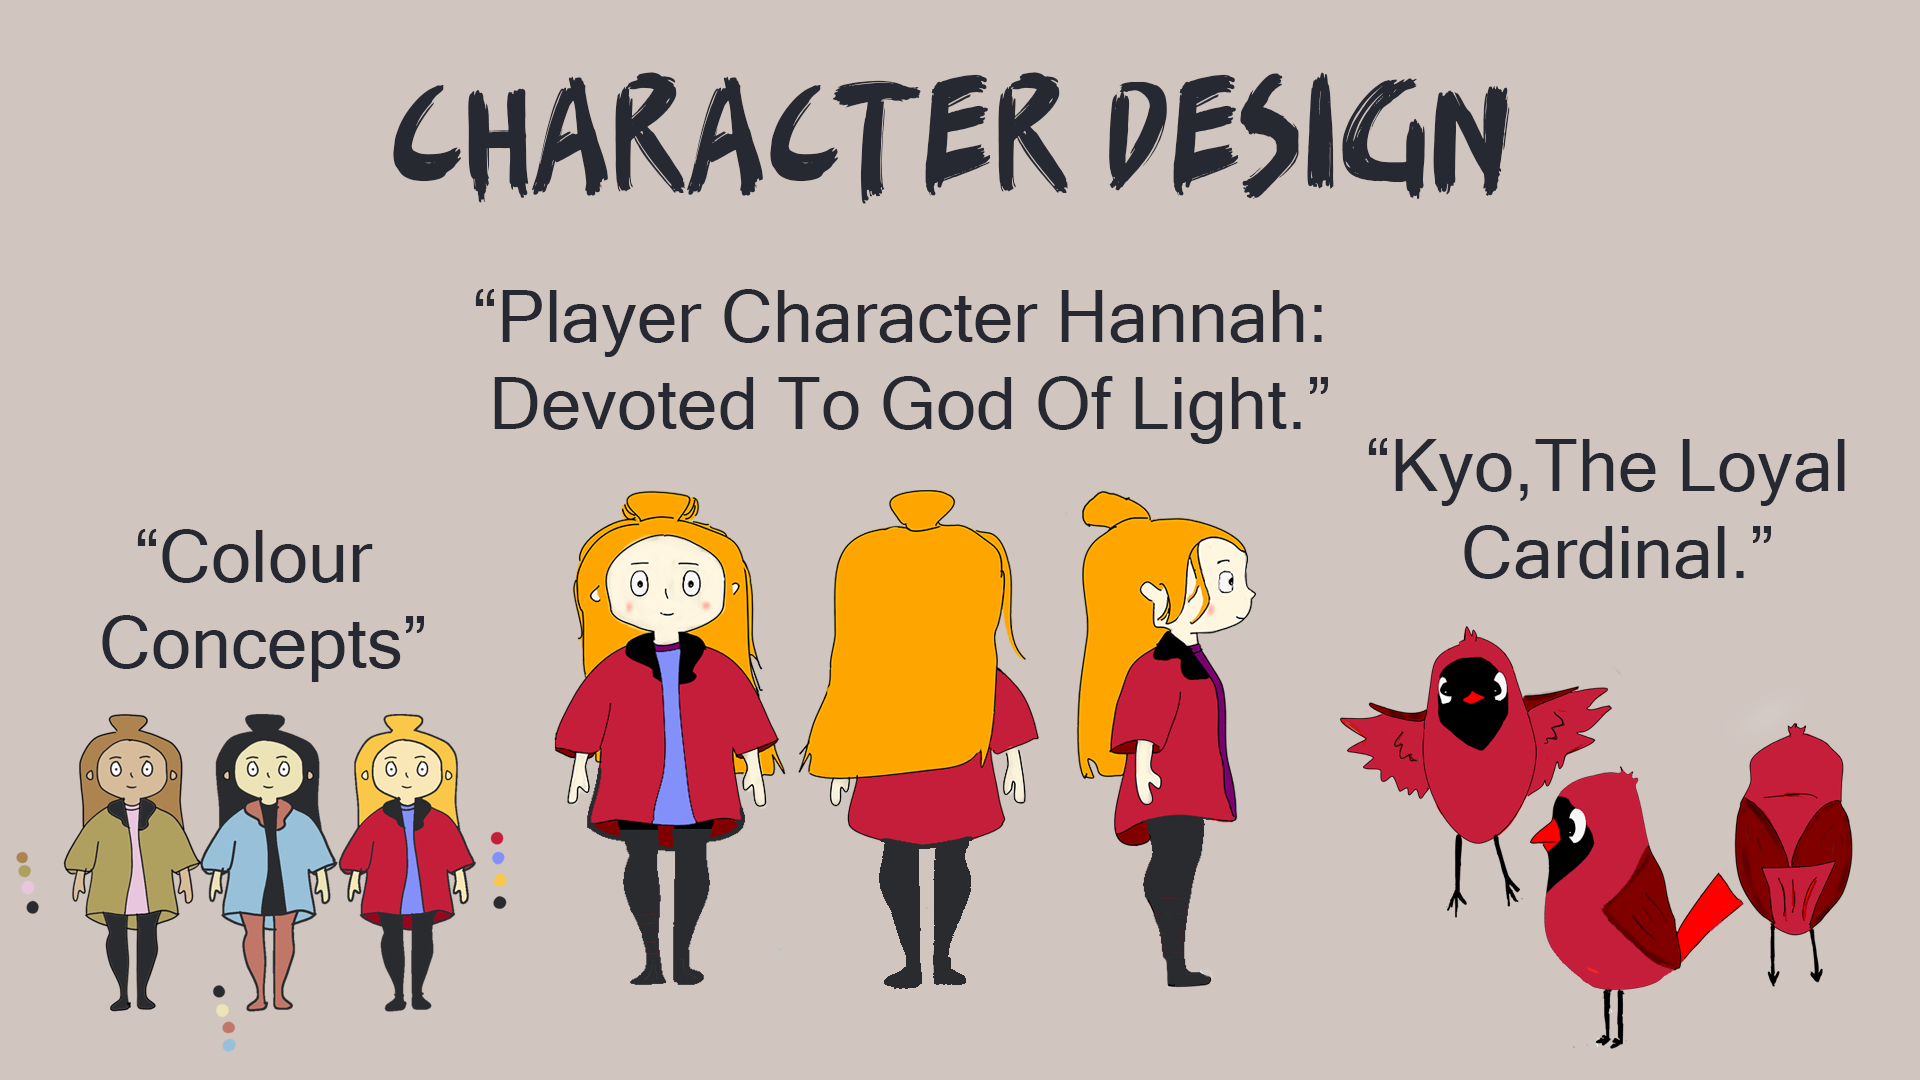 CHARACTER DESIGN
“Player Character Hannah:
Devoted To God Of Light.”
“Kyo,The Loyal
Cardinal.”
“Colour
Concepts”